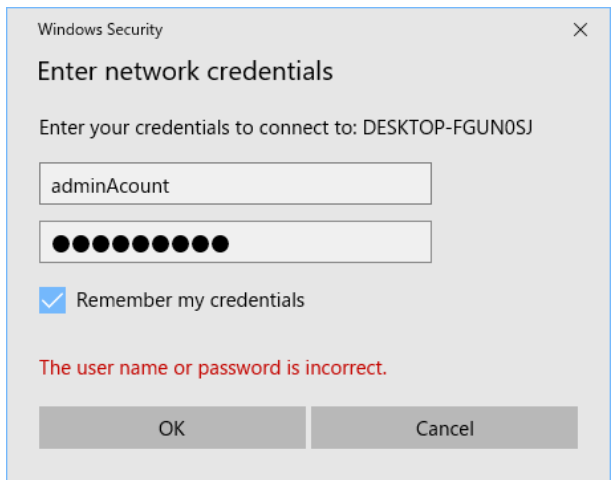 Windows Security
Enter network credentials
Enter your credentials to connect to: DESKTOP-FGUN0SJ
adminAcount
●●●●●●●●●
Remember my credentials
The user name or password is incorrect.
OK Cancel